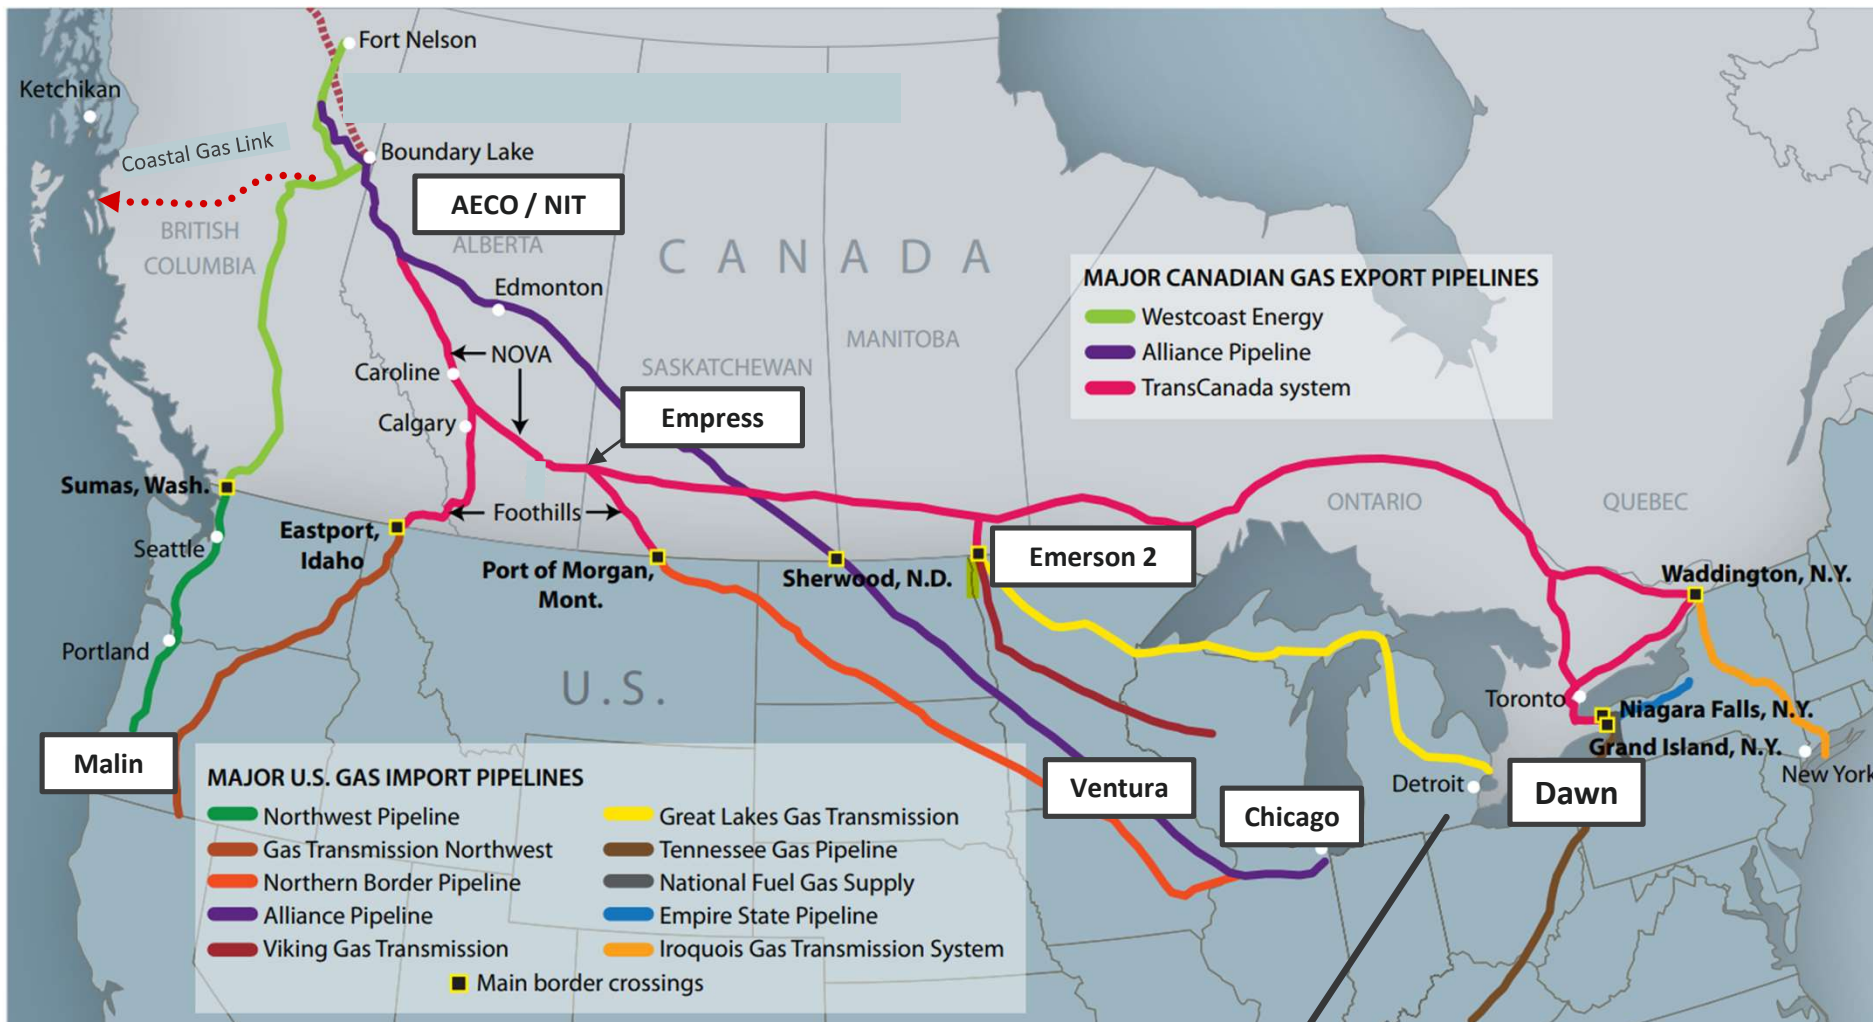 Fort Nelson
Ketchikan
Coastal Gas Link
Boundary Lake
AECO / NIT
BRITISH
COLUMBIA
ALBERTA
CANADA
MAJOR CANADIAN GAS EXPORT PIPELINES
Westcoast Energy
Alliance Pipeline
TransCanada system
Edmonton
MANITOBA
NOVA
SASKATCHEWAN
Caroline
Empress
Calgary
Sumas, Wash.
ONTARIO
QUEBEC
Foothills
Eastport,
Idaho
Seattle
Port of Morgan,
Mont.
Sherwood, N.D.
Emerson 2
Waddington, N.Y.
Portland
U.S.
Toronto
Niagara Falls, N.Y.
Grand Island, N.Y.
Malin
Ventura
Chicago
Detroit
Dawn
New York
MAJOR U.S. GAS IMPORT PIPELINES
Northwest Pipeline
Gas Transmission Northwest
Northern Border Pipeline
Alliance Pipeline
Viking Gas Transmission
Great Lakes Gas Transmission
Tennessee Gas Pipeline
National Fuel Gas Supply
Empire State Pipeline
Iroquois Gas Transmission System
Main border crossings